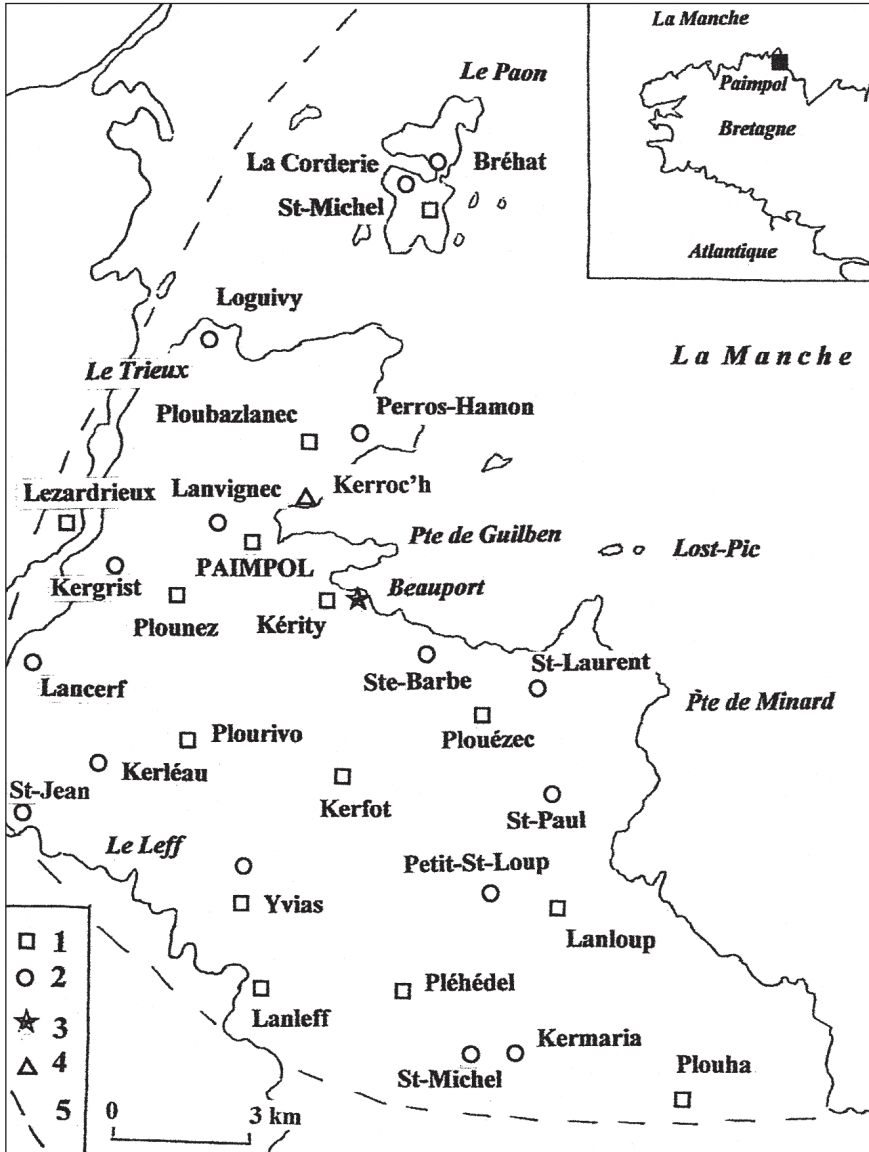 La Manche
Paimpol
Bretagne
Atlantique
Le Paon
La Corderie
Bréhat
St-Michel
Loguivy
La Manche
Le Trieux
Ploubazlanec
Perros-Hamon
Lezardrieux
Lanvignec
Kerroc'h
Pte de Guilben
Lost-Pic
PAIMPOL
Kergrist
Beauport
Plounez
Kérity
Lancerf
Ste-Barbe
St-Laurent
Pte de Minard
Plourivo
Plouézec
Kerléau
St-Jean
Kerfot
St-Paul
Le Leff
Petit-St-Loup
Yvias
Lanloup
Pléhédel
Lanleff
Kermaria
St-Michel
Plouha
1
2
3
4
5
0 3 km